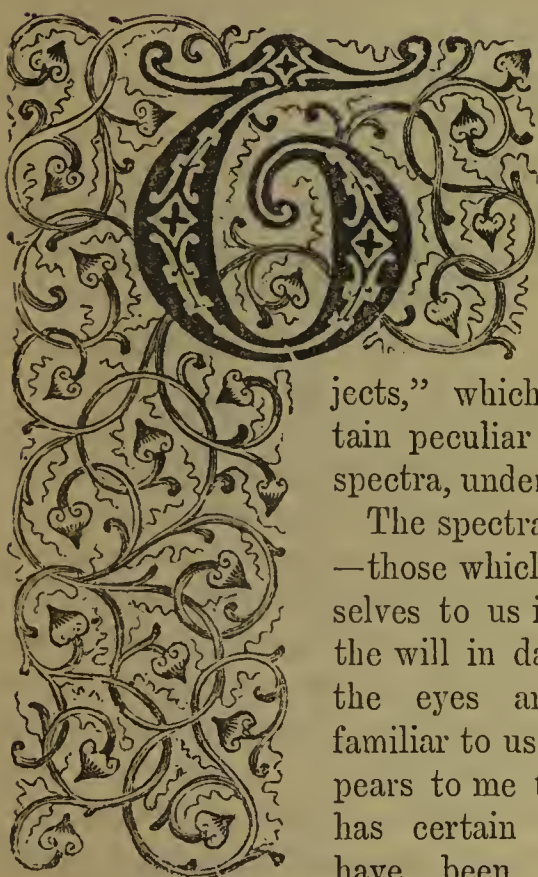 T
jects,” which
tain peculiar
spectra, under
The spectra
—those which
selves to us i
the will in da
the eyes ar
familiar to us
pears to me t
has certain
have been